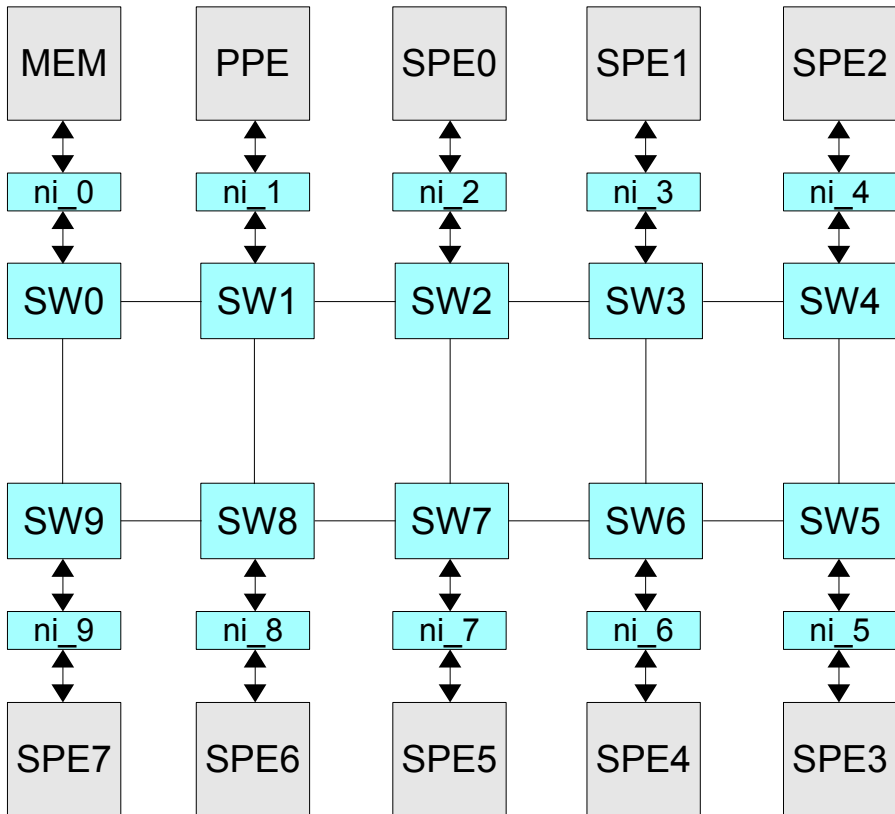 MEM PPE SPE0 SPE1 SPE2
ni_0 ni_1 ni_2 ni_3 ni_4
SW0 SW1 SW2 SW3 SW4
SW9 SW8 SW7 SW6 SW5
ni_9 ni_8 ni_7 ni_6 ni_5
SPE7 SPE6 SPE5 SPE4 SPE3